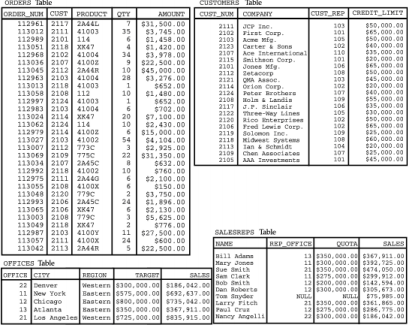 ORDERS Table
ORDER_NUM CUST PRODUCT QTY AMOUNT
112961 2117 2A44L 7 $31,500.00
113012 2111 41003 35 $3,745.00
112989 2101 114 6 $1,458.00
113051 2118 XK47 4 $1,420.00
112968 2102 41004 34 $3,978.00
113036 2107 4100Z 9 $22,500.00
113045 2112 2A44R 10 $45,000.00
112963 2103 41004 28 $3,276.00
113013 2118 41003 1 $652.00
113058 2108 112 10 $1,480.00
112997 2124 41003 1 $652.00
112983 2103 41004 6 $702.00
113024 2114 XK47 20 $7,100.00
113062 2124 114 10 $2,430.00
112979 2114 4100Z 6 $15,000.00
113027 2103 41002 54 $4,104.00
113007 2112 773C 3 $2,925.00
113069 2109 775C 22 $31,350.00
113034 2107 2A45C 8 $632.00
112992 2118 41002 10 $760.00
112975 2111 2A44G 6 $2,100.00
113055 2108 4100X 6 $150.00
113048 2120 779C 2 $3,750.00
112993 2106 2A45C 24 $1,896.00
113065 2106 XK47 6 $2,130.00
113003 2108 779C 3 $5,625.00
113049 2118 XK47 2 $776.00
112987 2103 4100Y 11 $27,500.00
113057 2111 4100X 24 $600.00
113042 2113 2A44R 5 $22,500.00
CUSTOMERS Table
CUST_NUM COMPANY CUST_REP CREDIT_LIMIT
2111 JCP Inc. 103 $50,000.00
2102 First Corp. 101 $65,000.00
2103 Acme Mfg. 105 $50,000.00
2123 Carter & Sons 102 $40,000.00
2107 Ace International 110 $35,000.00
2115 Smithson Corp. 101 $20,000.00
2101 Jones Mfg. 106 $65,000.00
2112 Zetacorp 108 $50,000.00
2121 QMA Assoc. 103 $45,000.00
2114 Orion Corp. 102 $20,000.00
2124 Peter Brothers 107 $40,000.00
2108 Holm & Landis 109 $55,000.00
2117 J.P. Sinclair 106 $35,000.00
2122 Three-Way Lines 105 $30,000.00
2120 Rico Enterprises 102 $50,000.00
2106 Fred Lewis Corp. 102 $65,000.00
2119 Solomon Inc. 109 $25,000.00
2118 Midwest Systems 108 $60,000.00
2113 Ian & Schmidt 104 $20,000.00
2109 Chen Associates 107 $25,000.00
2105 AAA Investments 101 $45,000.00
OFFICES Table
OFFICE CITY REGION TARGET SALES
22 Denver Western $300,000.00 $186,042.00
11 New York Eastern $575,000.00 $692,637.00
12 Chicago Eastern $800,000.00 $735,042.00
13 Atlanta Eastern $350,000.00 $367,911.00
21 Los Angeles Western $725,000.00 $835,915.00
SALESREPS Table
NAME REP_OFFICE QUOTA SALES
Bill Adams 13 $350,000.00 $367,911.00
Mary Jones 11 $300,000.00 $392,725.00
Sue Smith 21 $350,000.00 $474,050.00
Sam Clark 11 $275,000.00 $299,912.00
Bob Smith 12 $200,000.00 $142,594.00
Dan Roberts 12 $300,000.00 $305,673.00
Tom Snyder NULL NULL $75,985.00
Larry Fitch 21 $350,000.00 $361,865.00
Paul Cruz 12 $275,000.00 $286,775.00
Nancy Angelli 22 $300,000.00 $186,042.00